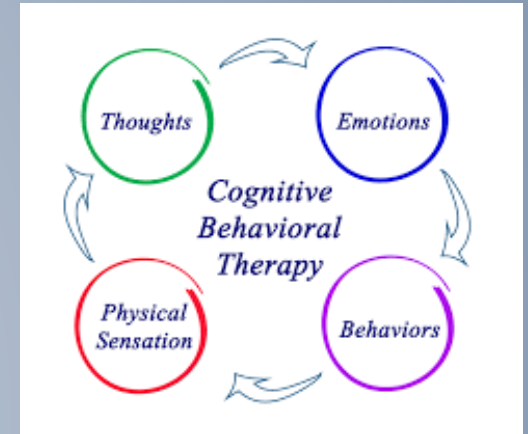 Thoughts
Emotions
Cognitive
Behavioral
Therapy
Physical
Sensation
Behaviors